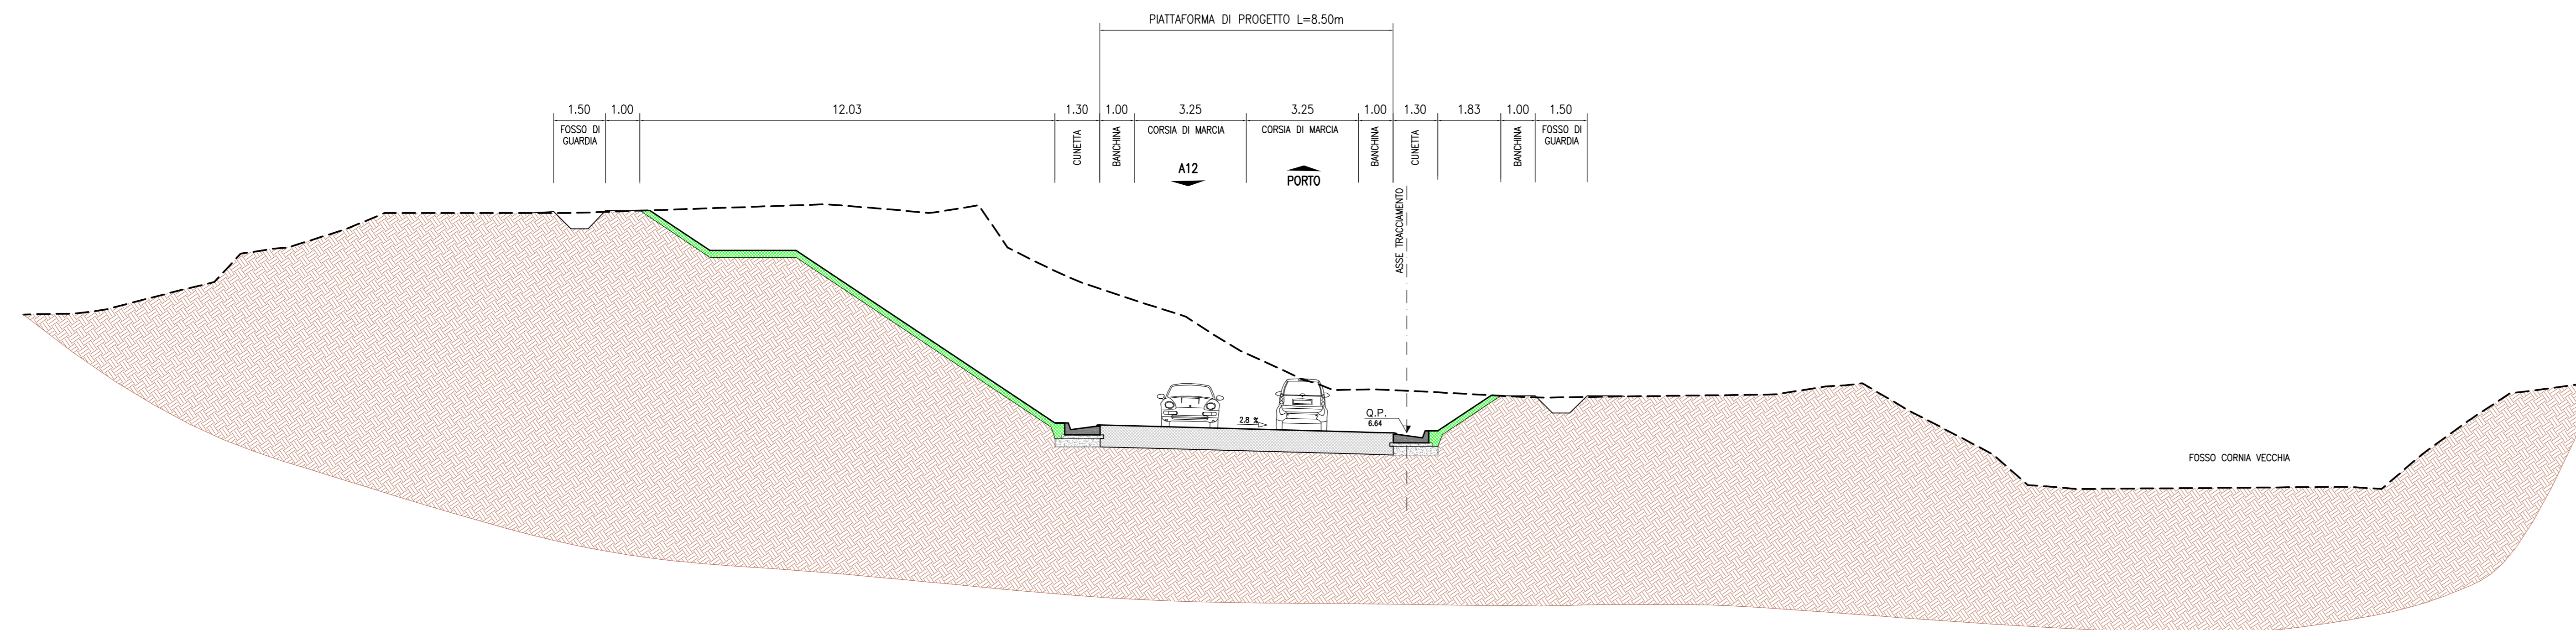 PIATTAFORMA DI PROGETTO L=8.50m
1.50 1.00 12.03 1.30 1.00 3.25 3.25 1.00 1.30 1.83 1.00 1.50
FOSSO DI
GUARDIA
CUNETTA
BANCHINA
CORSIA DI MARCIA
CORSIA DI MARCIA
BANCHINA
CUNETTA
BANCHINA
FOSSO DI
GUARDIA
A12
PORTO
ASSE TRACCIAMENTO
2.8 %
Q.P.
6.64
FOSSO CORNIA VECCHIA